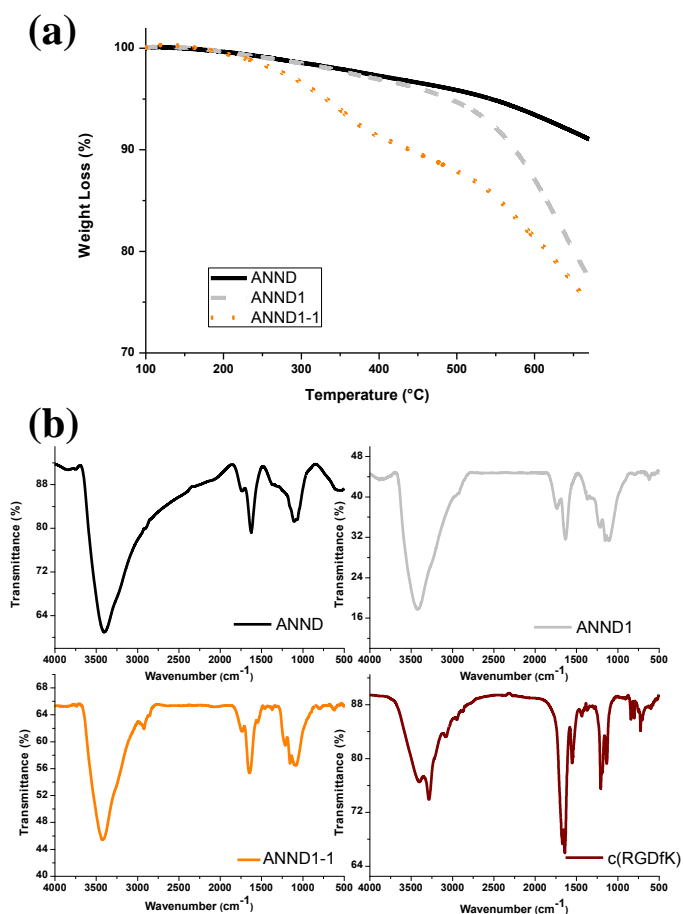 (a)
100
90
80
70
Weight Loss (%)
ANND
ANND1
ANND1-1
100 200 300 400 500 600
Temperature (°C)
(b)
88
80
72
64
Transmittance (%)
ANND
4000 3500 3000 2500 2000 1500 1000 500
Wavenumber (cm-1)
48
40
32
24
16
Transmittance (%)
ANND1
4000 3500 3000 2500 2000 1500 1000 500
Wavenumber (cm-1)
68
64
60
56
52
48
44
40
Transmittance (%)
ANND1-1
4000 3500 3000 2500 2000 1500 1000 500
Wavenumber (cm-1)
88
80
72
64
Transmittance (%)
c(RGDfK)
4000 3500 3000 2500 2000 1500 1000 500
Wavenumber (cm-1)